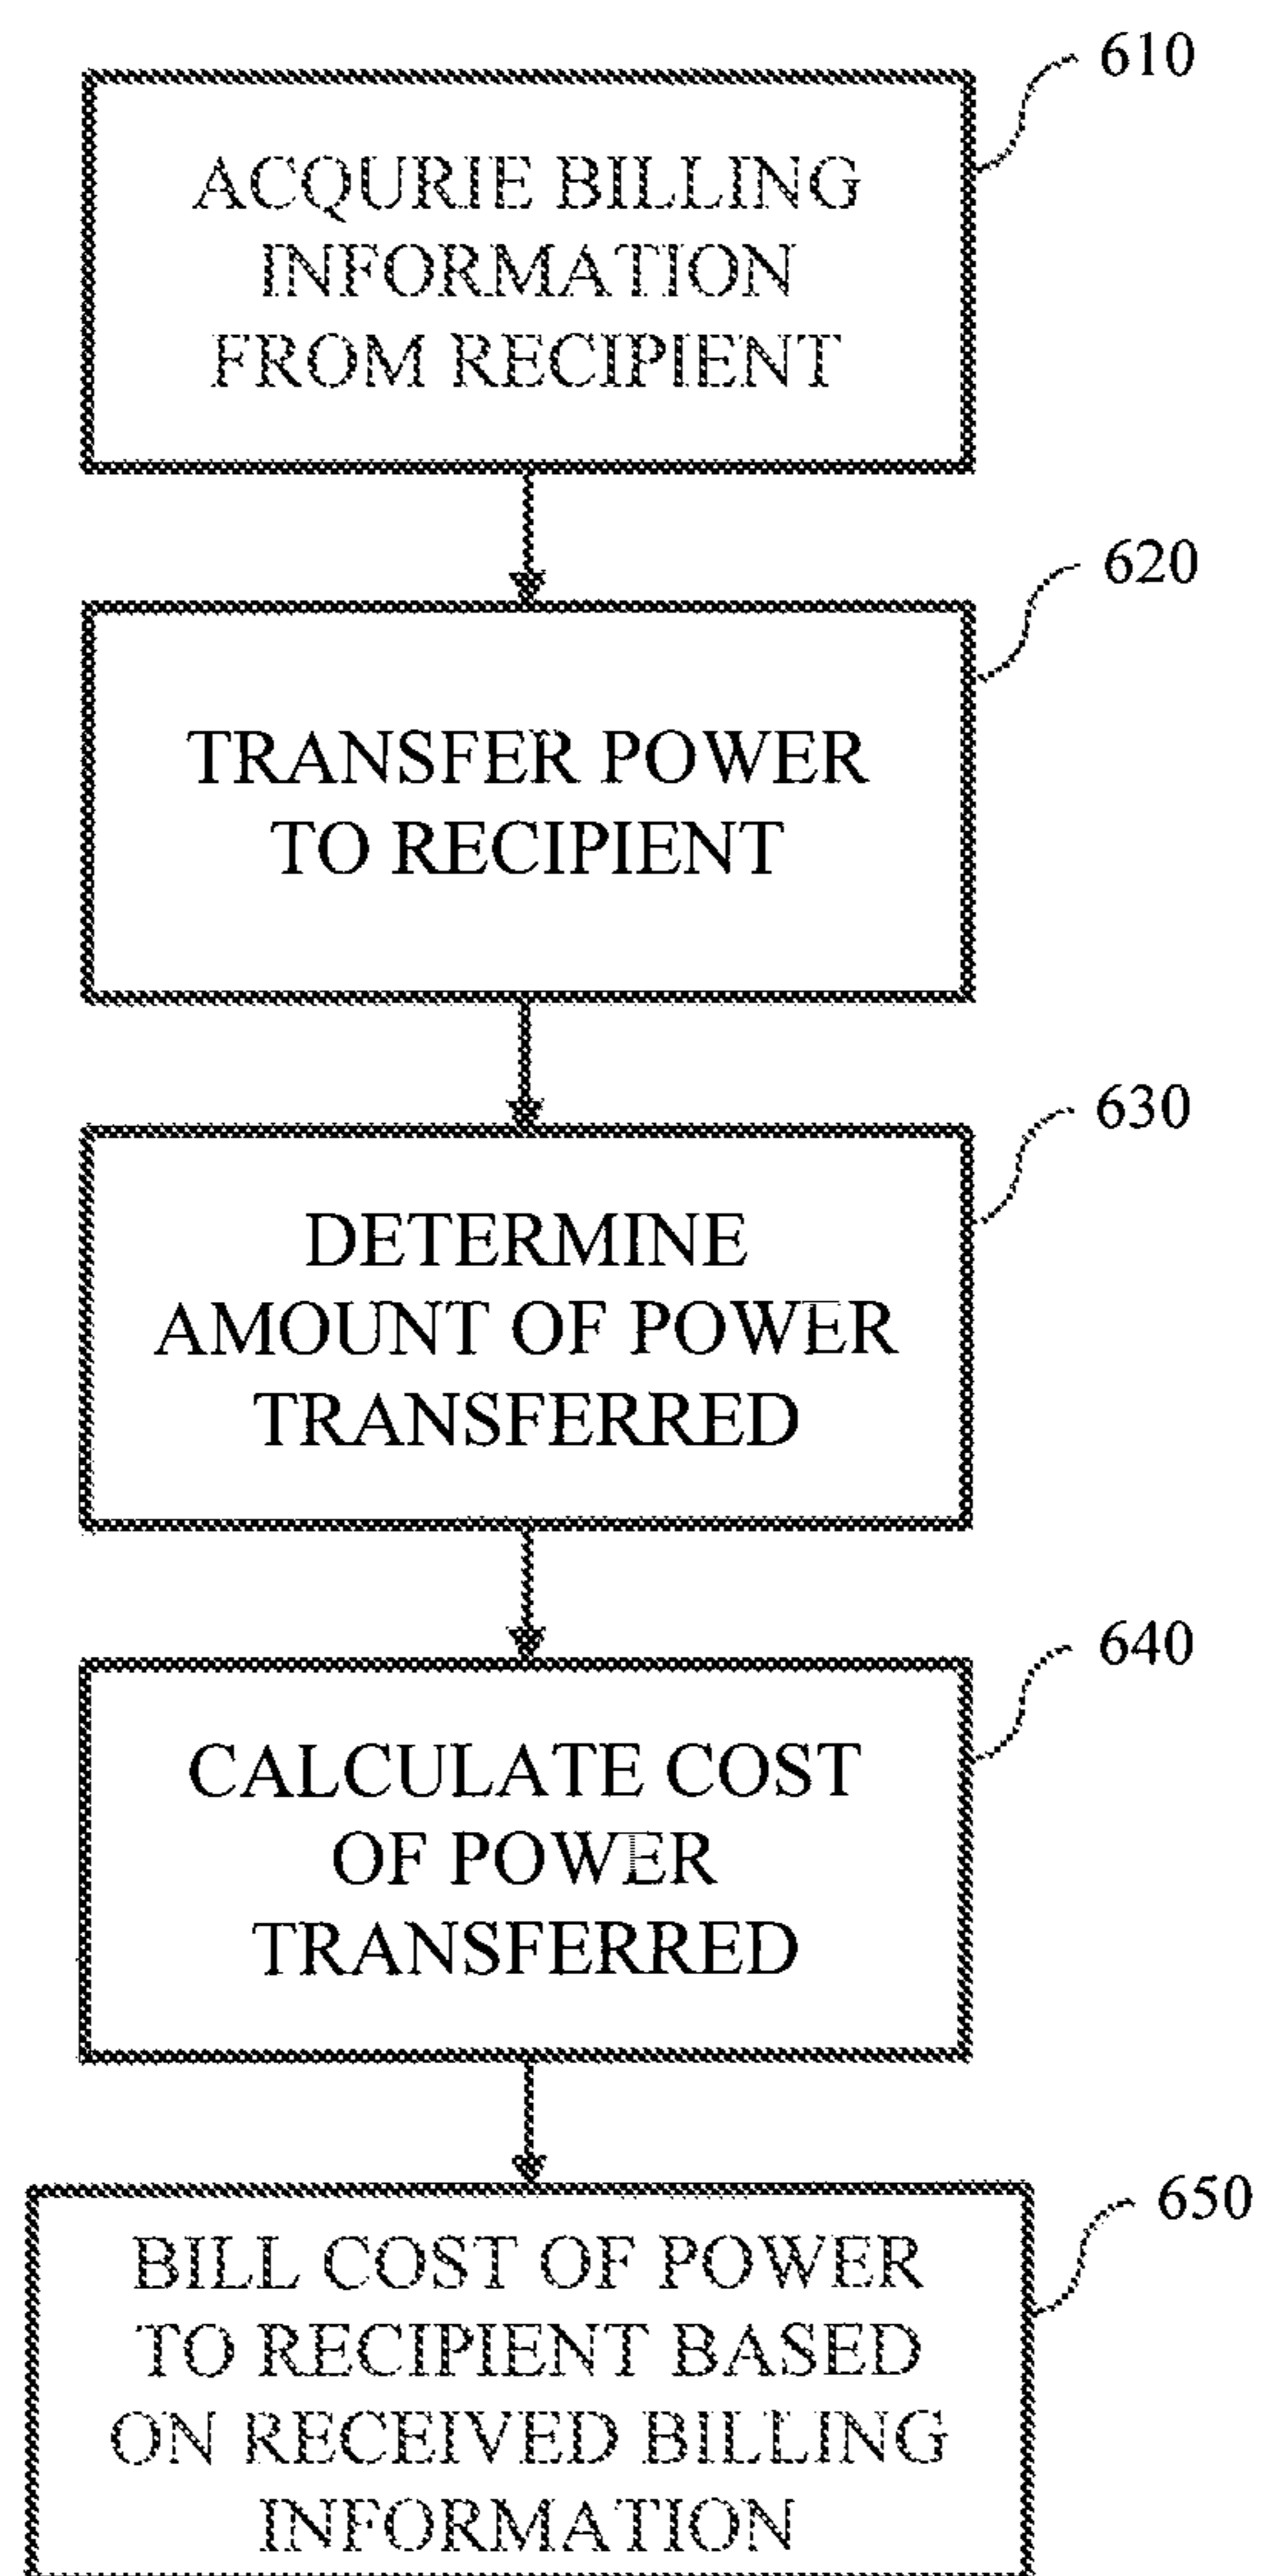 610
ACQURIE BILLING
INFORMATION
FROM RECIPIENT
620
TRANSFER POWER
TO RECIPIENT
630
DETERMINE
AMOUNT OF POWER
TRANSFERRED
640
CALCULATE COST
OF POWER
TRANSFERRED
650
BILL COST OF POWER
TO RECIPIENT BASED
ON RECEIVED BILLING
INFORMATION